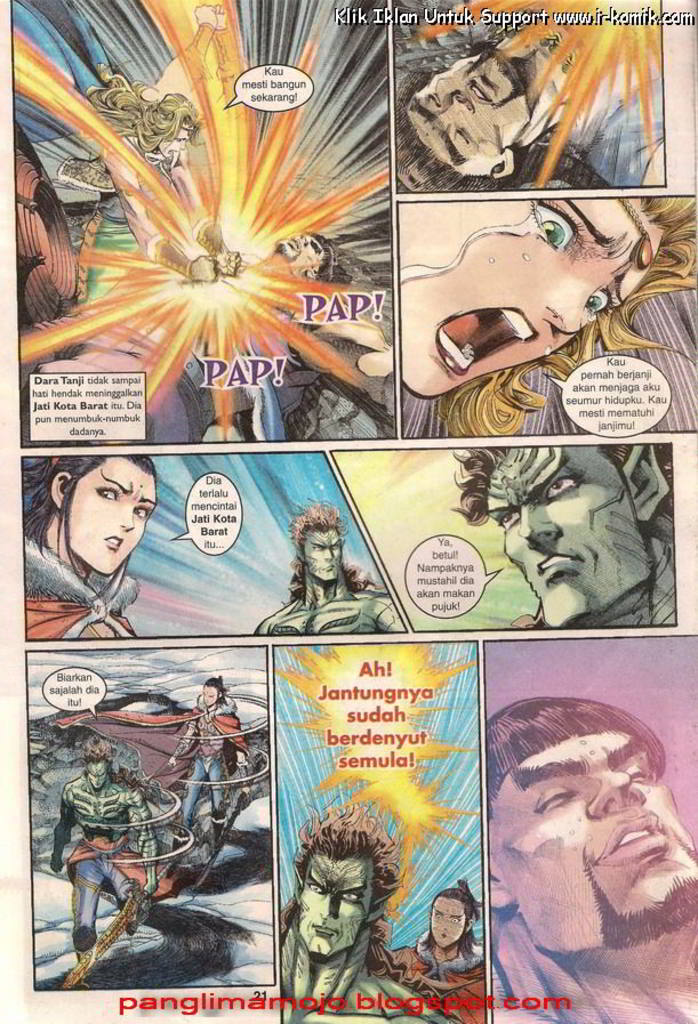 Klik Iklan Untuk Support www.ir-komik.com
Kau
mesti bangun
sekarang!
PAP!
PAP!
Dara Tanji tidak sampai
hati hendak meninggalkan
Jati Kota Barat itu. Dia
pun menumbuk-numbuk
dadanya.
Kau
pernah berjanji
akan menjaga aku
seumur hidupku. Kau
mesti mematuhi
janjimu!
Dia
terlalu
mencintai
Jati Kota
Barat
itu...
Ya,
betul!
Nampaknya
mustahil dia
akan makan
pujuk!
Biarkan
sajalah dia
itu!
Ah!
Jantungnya
sudah
berdenyut
semula!
21
panglimamojo.blogspot.com